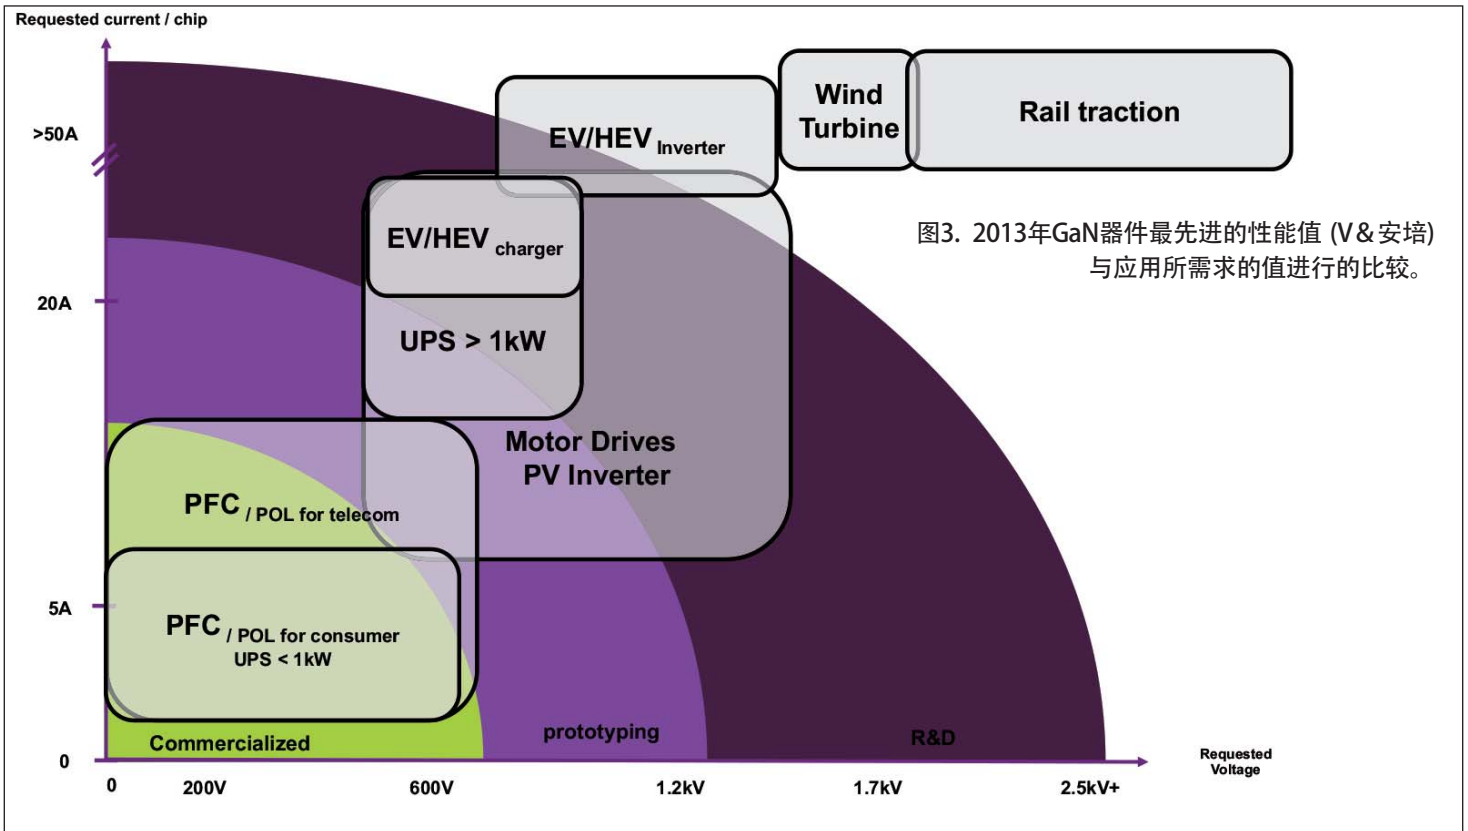 Requested current / chip
>50A
20A
5A
0
EV/HEV Inverter
Wind
Turbine
Rail traction
EV/HEV charger
UPS > 1kW
Motor Drives
PV Inverter
PFC / POL for telecom
PFC / POL for consumer
UPS < 1kW
Commercialized
prototyping
R&D
图3. 2013年GaN器件最先进的性能值 (V&安培)
与应用所需求的值进行的比较。
0
200V
600V
1.2kV
1.7kV
2.5kV+
Requested
Voltage